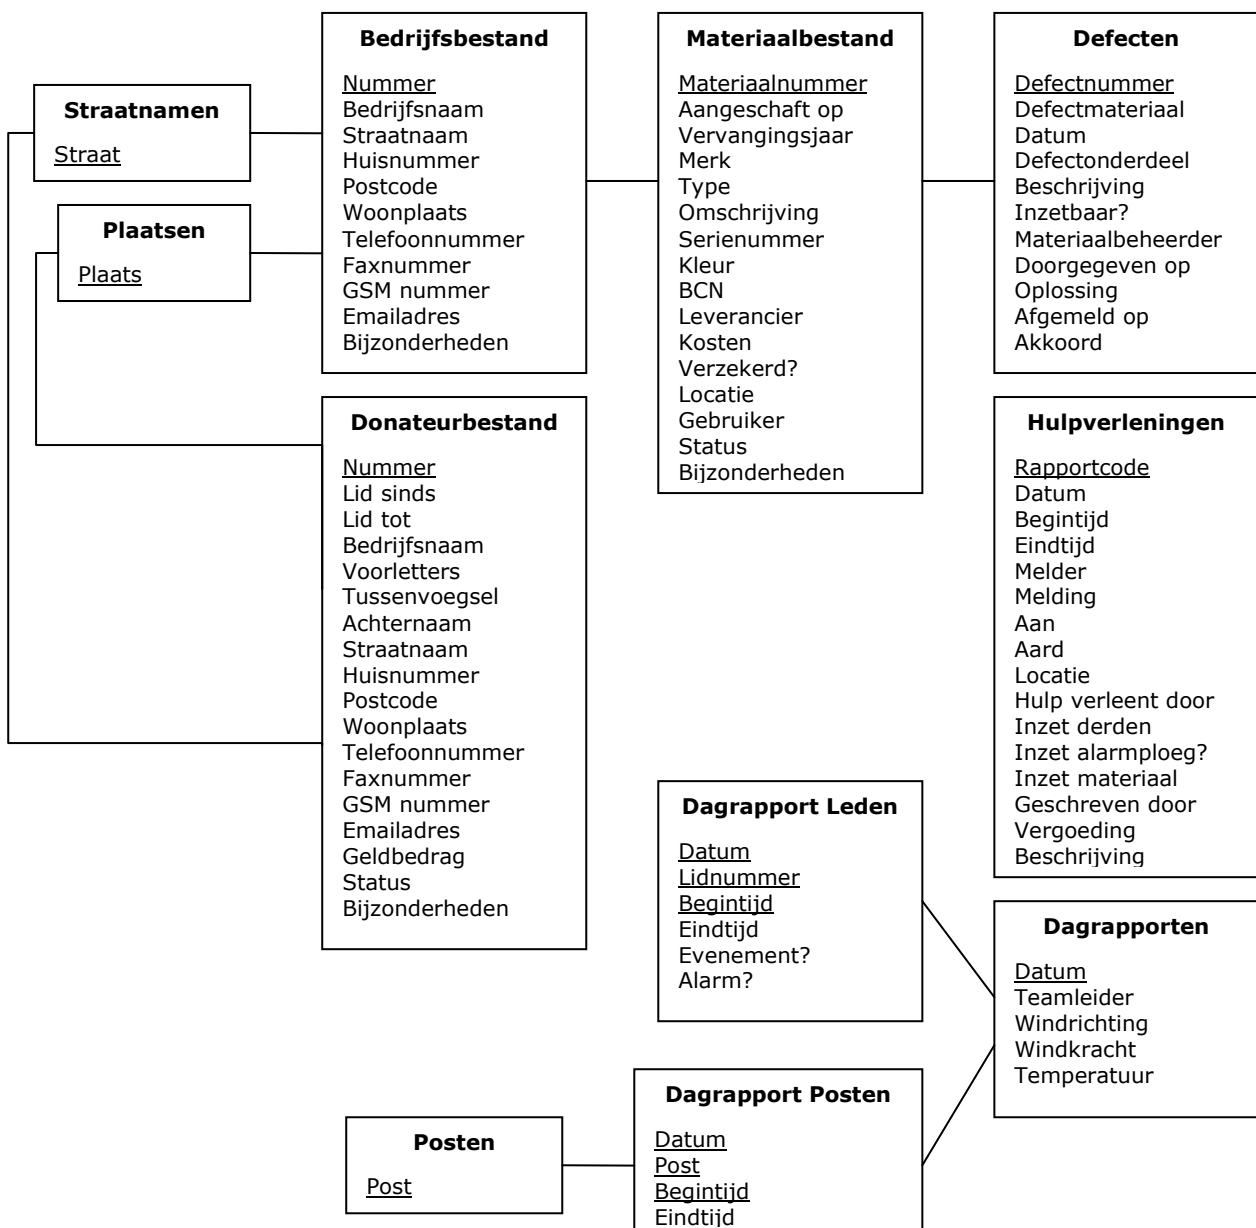 Straatnamen
Straat
Plaatsen
Plaats
Bedrijfsbestand
Nummer
Bedrijfsnaam
Straatnaam
Huisnummer
Postcode
Woonplaats
Telefoonnummer
Faxnummer
GSM nummer
Emailadres
Bijzonderheden
Materiaalbestand
Materiaalnummer
Aangeschaft op
Vervangingsjaar
Merk
Type
Omschrijving
Serienummer
Kleur
BCN
Leverancier
Kosten
Verzekerd?
Locatie
Gebruiker
Status
Bijzonderheden
Defecten
Defectnummer
Defectmateriaal
Datum
Defectonderdeel
Beschrijving
Inzetbaar?
Materiaalbeheerder
Doorgegeven op
Oplossing
Afgemeld op
Akkoord
Donateurbestand
Nummer
Lid sinds
Lid tot
Bedrijfsnaam
Voorletters
Tussenvoegsel
Achternaam
Straatnaam
Huisnummer
Postcode
Woonplaats
Telefoonnummer
Faxnummer
GSM nummer
Emailadres
Geldbedrag
Status
Bijzonderheden
Hulpverleningen
Rapportcode
Datum
Begintijd
Eindtijd
Melder
Melding
Aan
Aard
Locatie
Hulp verleent door
Inzet derden
Inzet alarmploeg?
Inzet materiaal
Geschreven door
Vergoeding
Beschrijving
Dagrapport Leden
Datum
Lidnummer
Begintijd
Eindtijd
Evenement?
Alarm?
Dagrapporten
Datum
Teamleider
Windrichting
Windkracht
Temperatuur
Posten
Post
Dagrapport Posten
Datum
Post
Begintijd
Eindtijd